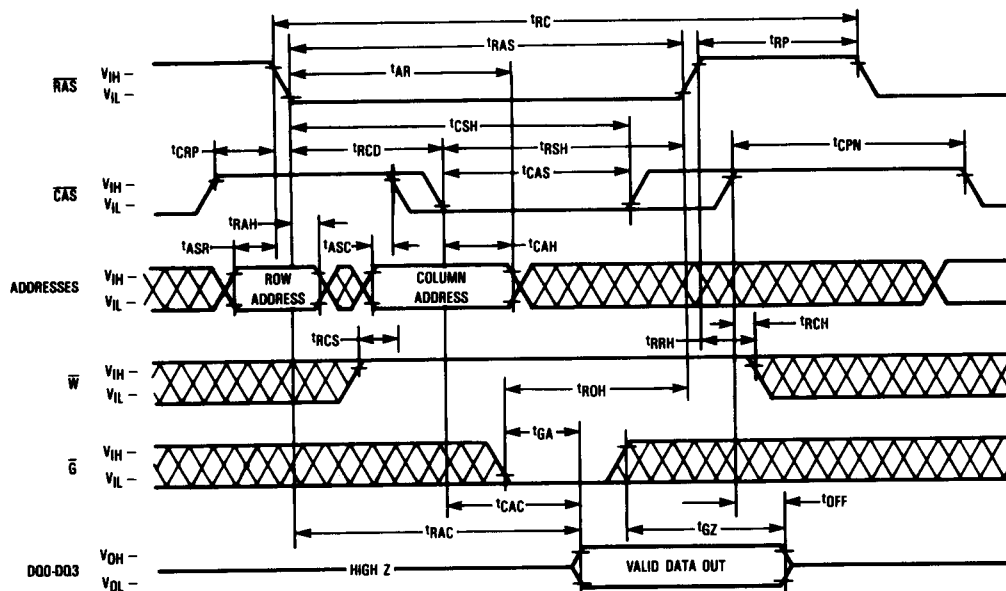 tRC
tRAS
tRP
tAR
RAS
VIH –
VIL –
tCSH
tCRP
tRCD
tRSH
tCPN
tCAS
CAS
VIH –
VIL –
tRAH
tASR
tASC
tCAH
ADDRESSES
VIH –
VIL –
ROW
ADDRESS
COLUMN
ADDRESS
tRCS
tRCH
tRRH
W
VIH –
VIL –
tROH
tGA
G
VIH –
VIL –
tCAC
tOFF
tRAC
tGZ
DQ0-DQ3
VOH –
VOL –
HIGH Z
VALID DATA OUT